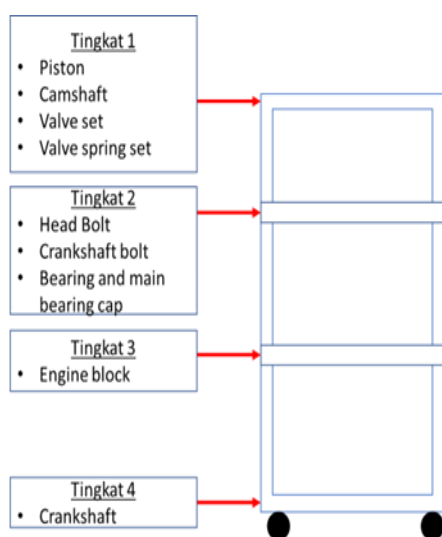 Tingkat 1
• Piston
• Camshaft
• Valve set
• Valve spring set
Tingkat 2
• Head Bolt
• Crankshaft bolt
• Bearing and main
bearing cap
Tingkat 3
• Engine block
Tingkat 4
• Crankshaft